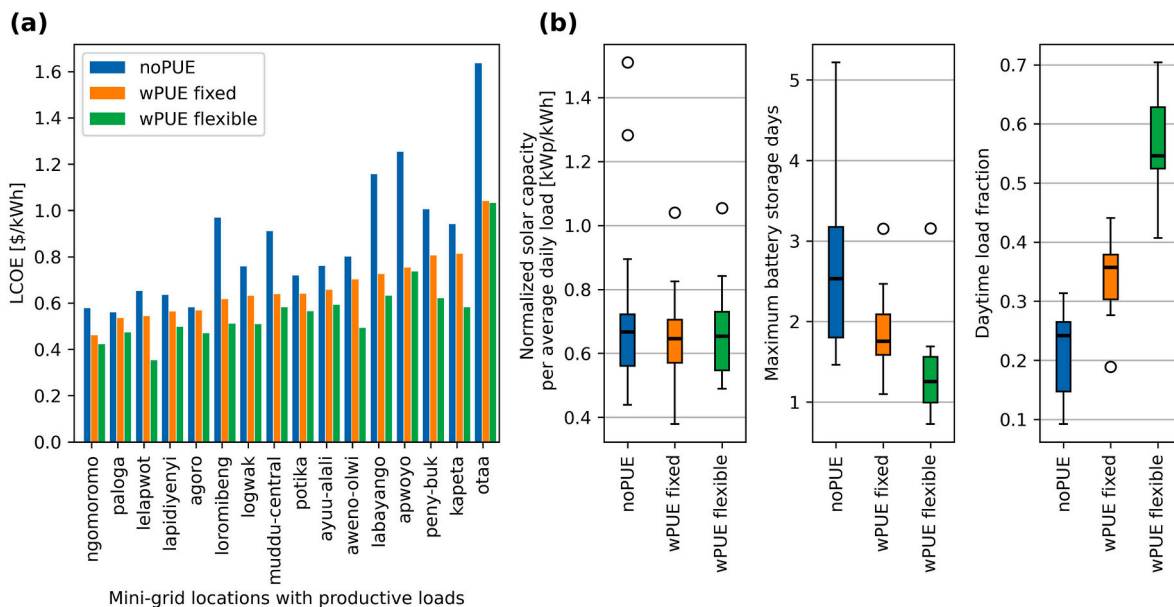 (a)
LCOE [$/kWh]
1.6
1.4
1.2
1.0
0.8
0.6
0.4
0.2
0.0
noPUE
wPUE fixed
wPUE flexible
ngomoromo
paloga
lelapwot
lapidiyenyi
agoro
loromibeng
logwak
muddu-central
potika
ayuu-alali
aweno-olwi
labayango
apwoyo
peny-buk
kapeta
otaa
Mini-grid locations with productive loads
(b)
Normalized solar capacity
per average daily load [kWp/kWh]
1.4
1.2
1.0
0.8
0.6
0.4
noPUE
wPUE fixed
wPUE flexible
Maximum battery storage days
5
4
3
2
1
noPUE
wPUE fixed
wPUE flexible
Daytime load fraction
0.7
0.6
0.5
0.4
0.3
0.2
0.1
noPUE
wPUE fixed
wPUE flexible